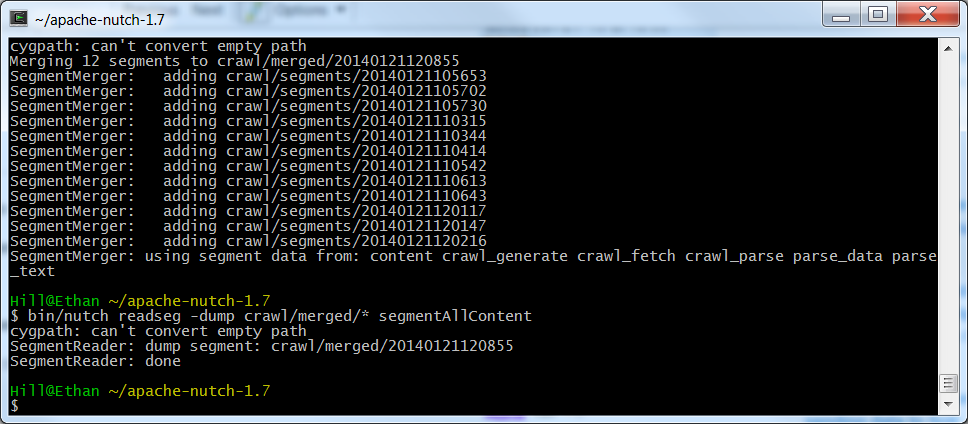 ~/apache-nutch-1.7
cygpath: can't convert empty path
Merging 12 segments to crawl/merged/20140121120855
SegmentMerger:   adding crawl/segments/20140121105653
SegmentMerger:   adding crawl/segments/20140121105702
SegmentMerger:   adding crawl/segments/20140121105730
SegmentMerger:   adding crawl/segments/20140121110315
SegmentMerger:   adding crawl/segments/20140121110344
SegmentMerger:   adding crawl/segments/20140121110414
SegmentMerger:   adding crawl/segments/20140121110542
SegmentMerger:   adding crawl/segments/20140121110613
SegmentMerger:   adding crawl/segments/20140121110643
SegmentMerger:   adding crawl/segments/20140121120117
SegmentMerger:   adding crawl/segments/20140121120147
SegmentMerger:   adding crawl/segments/20140121120216
SegmentMerger: using segment data from: content crawl_generate crawl_fetch crawl_parse parse_data parse
_text
Hill@Ethan ~/apache-nutch-1.7
$ bin/nutch readseg -dump crawl/merged/* segmentAllContent
cygpath: can't convert empty path
SegmentReader: dump segment: crawl/merged/20140121120855
SegmentReader: done
Hill@Ethan ~/apache-nutch-1.7
$